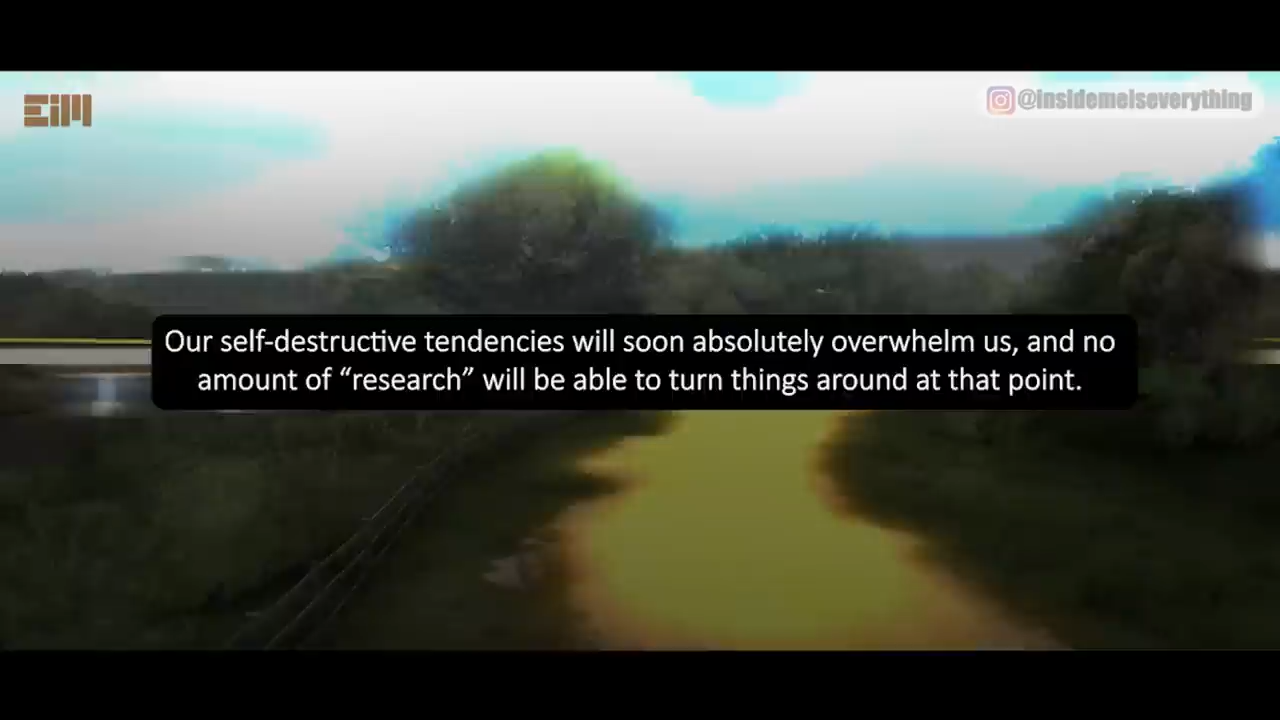 EiM
@insidemeiseverything
Our self-destructive tendencies will soon absolutely overwhelm us, and no
amount of “research” will be able to turn things around at that point.